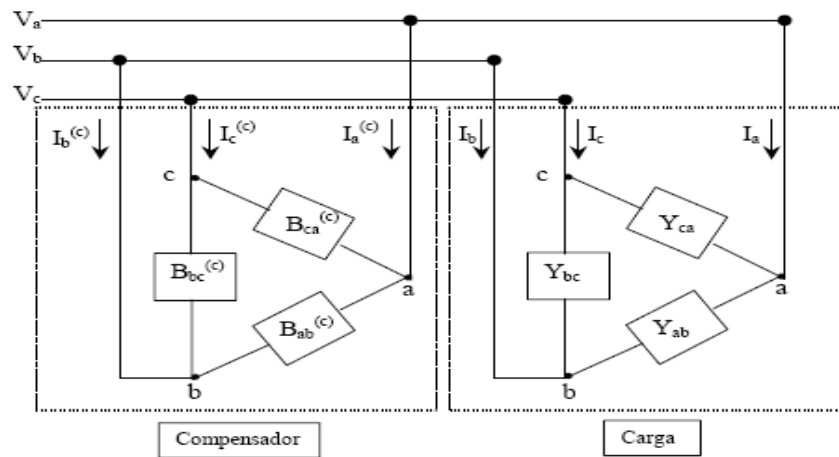 Va
Vb
Vc
Ib(c)
Ic(c)
Ia(c)
Ib
Ic
Ia
c
Bca(c)
Bbc(c)
a
Bab(c)
b
c
Yca
Ybc
a
Yab
b
Compensador
Carga